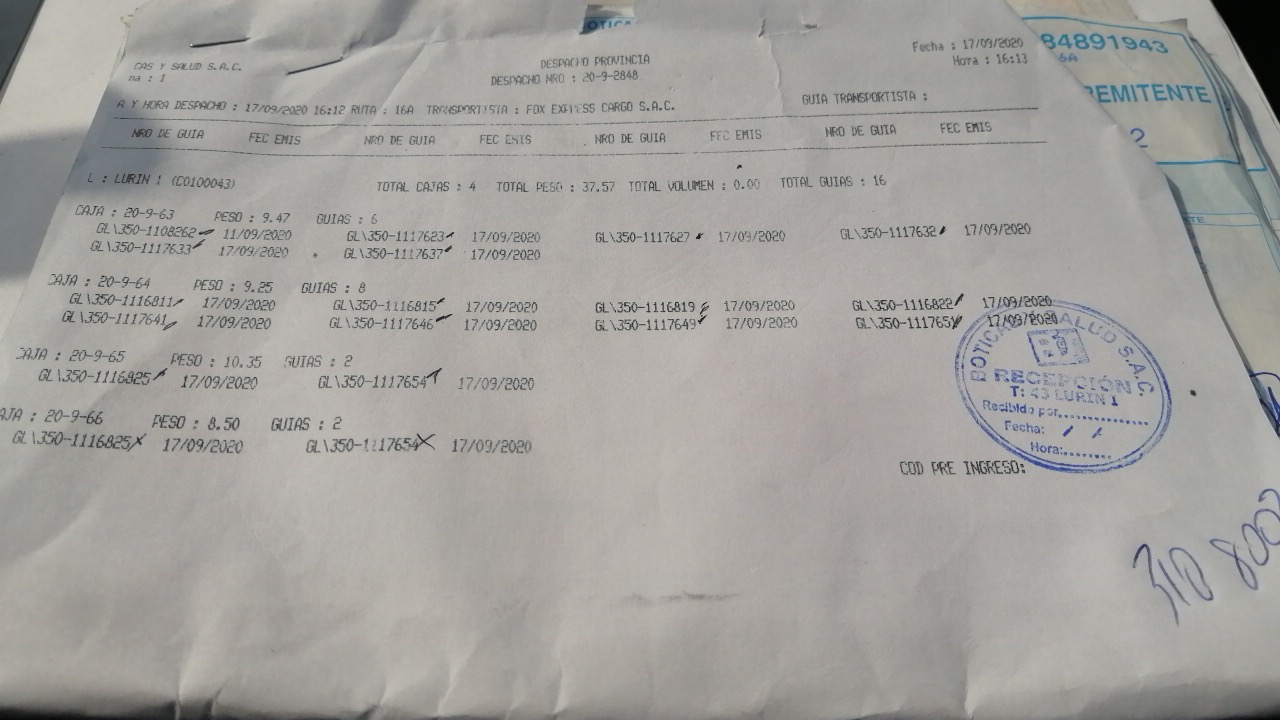 OTICA
DESPACHO PROVINCIA
DESPACHO NRO : 20-9-2848
Fecha : 17/09/2020
Hora : 16:13
CAS Y SALUD S.A.C.
na : 1
A Y HORA DESPACHO : 17/09/2020 16:12 RUTA : 16A TRANSPORTISTA : FDX EXPRESS CARGO S.A.C. GUIA TRANSPORTISTA :
NRO DE GUIA FEC EMIS NRO DE GUIA FEC EMIS NRO DE GUIA FEC EMIS NRO DE GUIA FEC EMIS
L : LURIN 1 (C0100043) TOTAL CAJAS : 4 TOTAL PESO : 37.57 TOTAL VOLUMEN : 0.00 TOTAL GUIAS : 16
CAJA : 20-9-63 PESO : 9.47 GUIAS : 6
GL\350-1108262 11/09/2020 GL\350-1117623 17/09/2020 GL\350-1117627 17/09/2020 GL\350-1117632 17/09/2020
GL\350-1117633 17/09/2020 GL\350-1117637 17/09/2020
CAJA : 20-9-64 PESO : 9.25 GUIAS : 8
GL\350-1116811 17/09/2020 GL\350-1116815 17/09/2020 GL\350-1116819 17/09/2020 GL\350-1116822 17/09/2020
GL\350-1117641 17/09/2020 GL\350-1117646 17/09/2020 GL\350-1117649 17/09/2020 GL\350-1117651 17/09/2020
CAJA : 20-9-65 PESO : 10.35 GUIAS : 2
GL\350-1116825 17/09/2020 GL\350-1117654 17/09/2020
AJA : 20-9-66 PESO : 8.50 GUIAS : 2
GL\350-1116825 17/09/2020 GL\350-1117654 17/09/2020
COD PRE INGRESO:
BOTICAS Y SALUD S.A.C.
RECEPCIÓN
T: 43 LURIN 1
Recibido por
Fecha: / /
Hora:
84891943
6A
REMITENTE
2